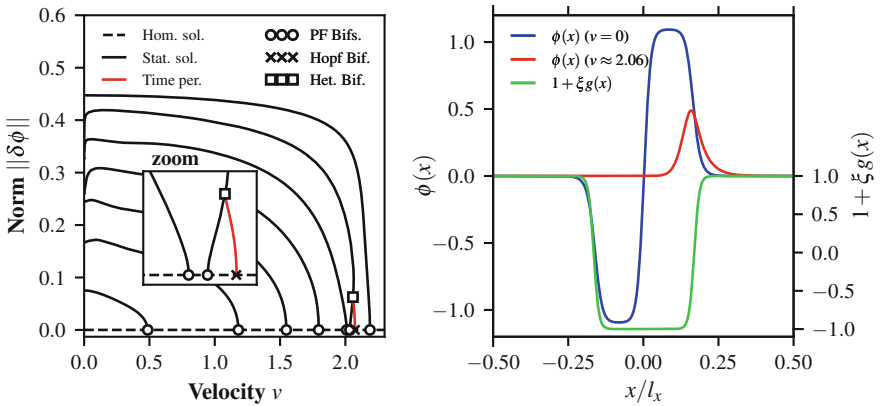 Hom. sol.
Stat. sol.
Time per.
PF Bifs.
Hopf Bif.
Het. Bif.
zoom
0.6
0.5
0.4
0.3
0.2
0.1
0.0
Norm ||δϕ||
0.0
0.5
1.0
1.5
2.0
Velocity v
ϕ(x) (v = 0)
ϕ(x) (v ≈ 2.06)
1 + ξg(x)
1.0
0.5
0.0
−0.5
−1.0
ϕ(x)
1.0
0.5
0.0
−0.5
−1.0
1 + ξg(x)
−0.50
−0.25
0.00
0.25
0.50
x/lₓ